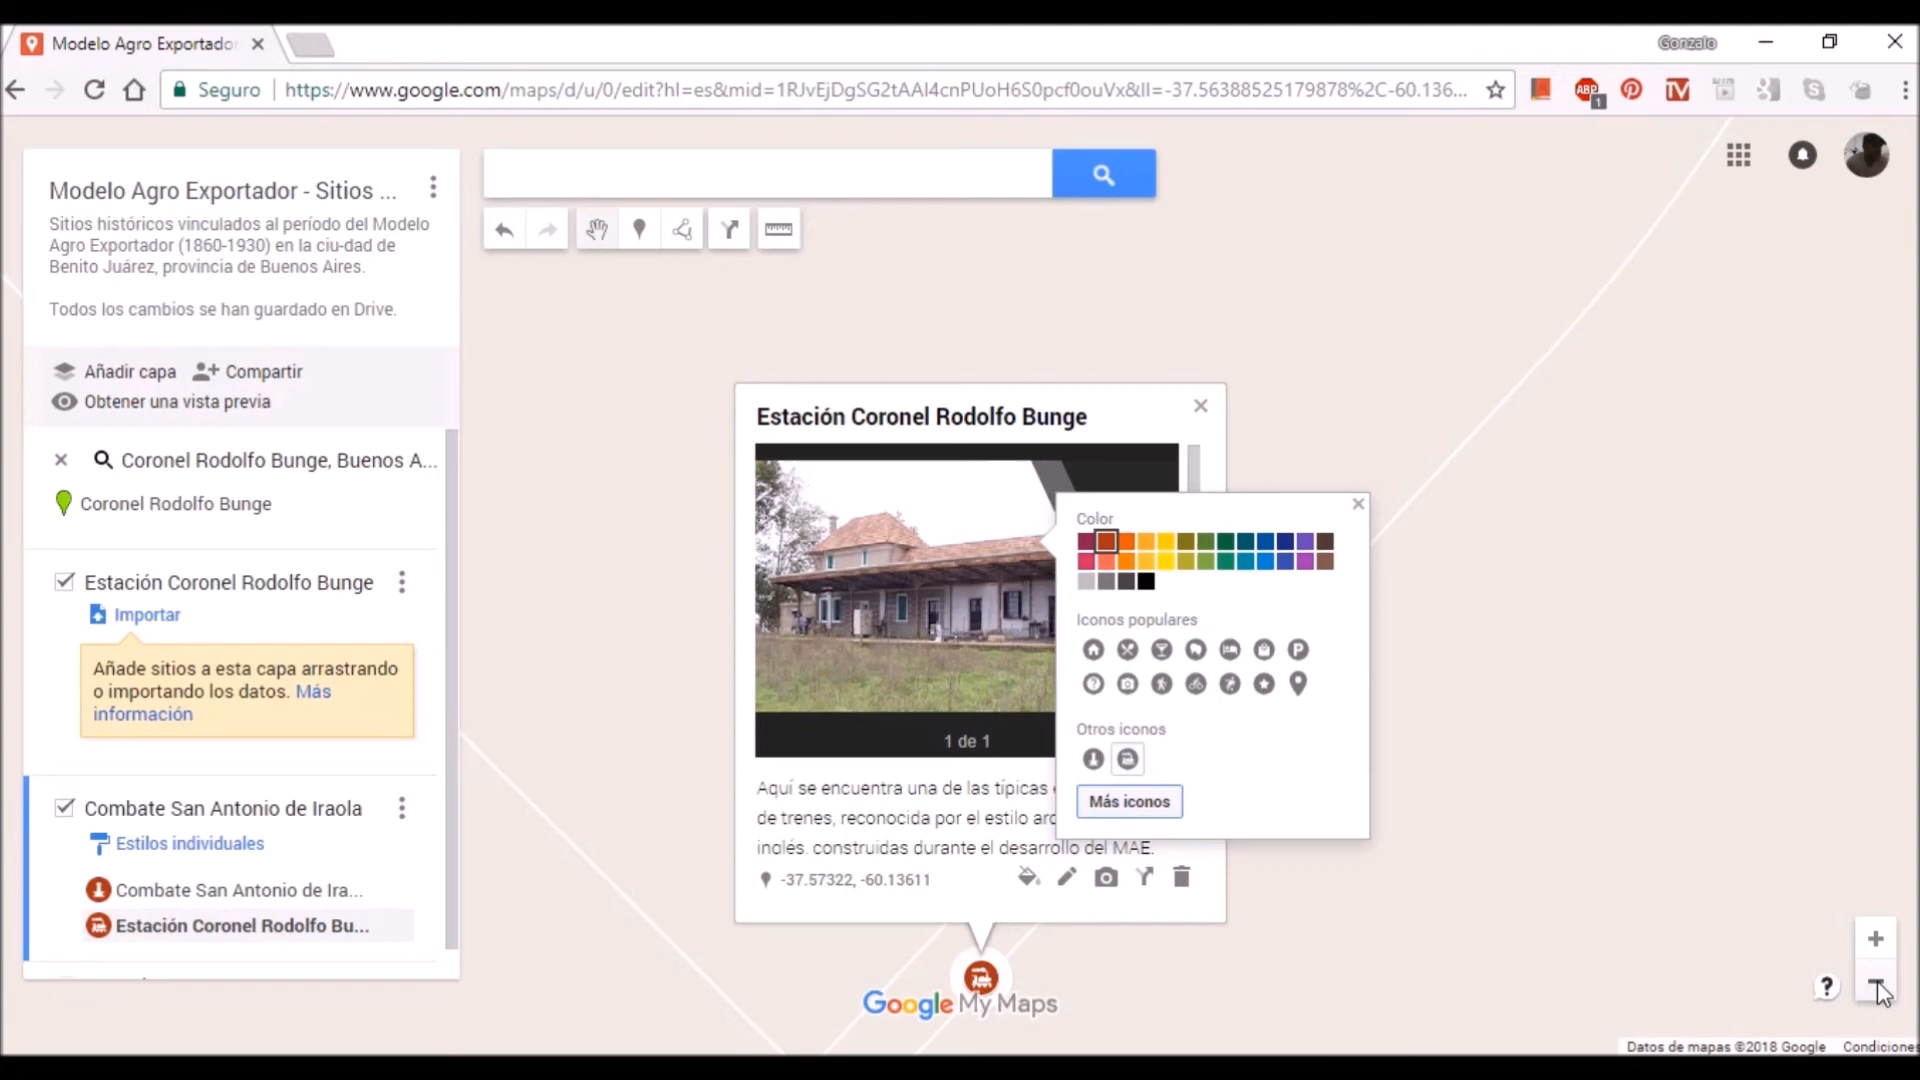 Modelo Agro Exportado
Gonzalo
Seguro
https://www.google.com/maps/d/u/0/edit?hl=es&mid=1RJvEjDgSG2tAAl4cnPUoH6S0pcf0ouVx&ll=-37.56388525179878%2C-60.136...
ABP
1
Modelo Agro Exportador - Sitios ...
Sitios históricos vinculados al período del Modelo
Agro Exportador (1860-1930) en la ciu-dad de
Benito Juárez, provincia de Buenos Aires.
Todos los cambios se han guardado en Drive.
Añadir capa
Compartir
Obtener una vista previa
Coronel Rodolfo Bunge, Buenos A...
Coronel Rodolfo Bunge
Estación Coronel Rodolfo Bunge
Importar
Añade sitios a esta capa arrastrando
o importando los datos. Más
información
Combate San Antonio de Iraola
Estilos individuales
Combate San Antonio de Ira...
Estación Coronel Rodolfo Bu...
Estación Coronel Rodolfo Bunge
1 de 1
Aquí se encuentra una de las típicas
de trenes, reconocida por el estilo
inglés, construidas durante el desarrollo del MAE.
-37.57322, -60.13611
Color
Iconos populares
Otros iconos
Más iconos
Google My Maps
Datos de mapas ©2018 Google
Condiciones